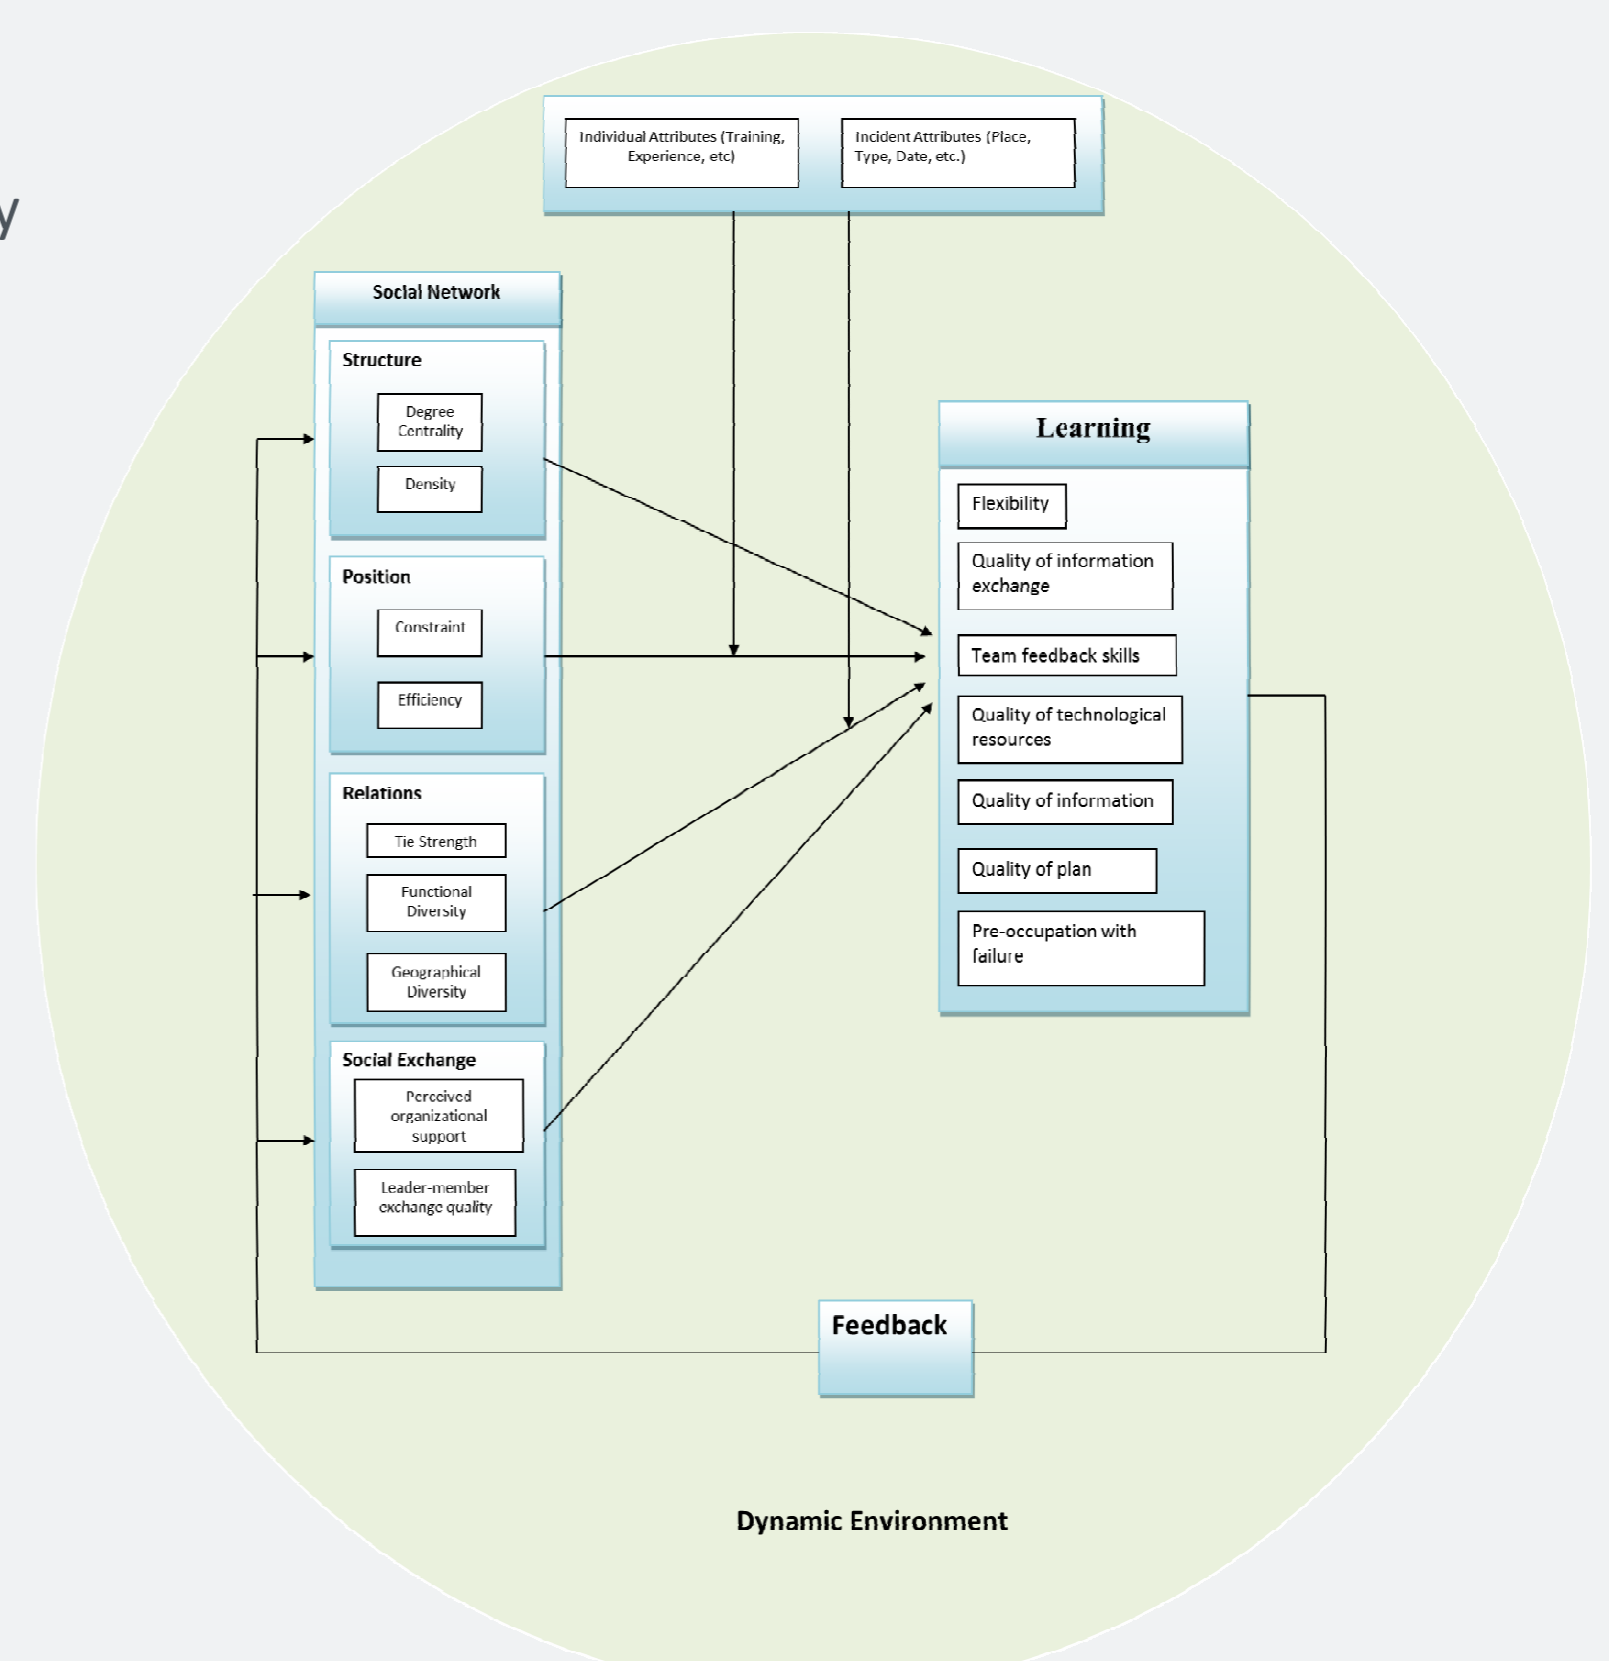 y
Individual Attributes (Training,
Experience, etc)
Incident Attributes (Place,
Type, Date, etc.)
Social Network
Structure
Degree
Centrality
Density
Position
Constraint
Efficiency
Relations
Tie Strength
Functional
Diversity
Geographical
Diversity
Social Exchange
Perceived
organizational
support
Leader-member
exchange quality
Learning
Flexibility
Quality of information
exchange
Team feedback skills
Quality of technological
resources
Quality of information
Quality of plan
Pre-occupation with
failure
Feedback
Dynamic Environment